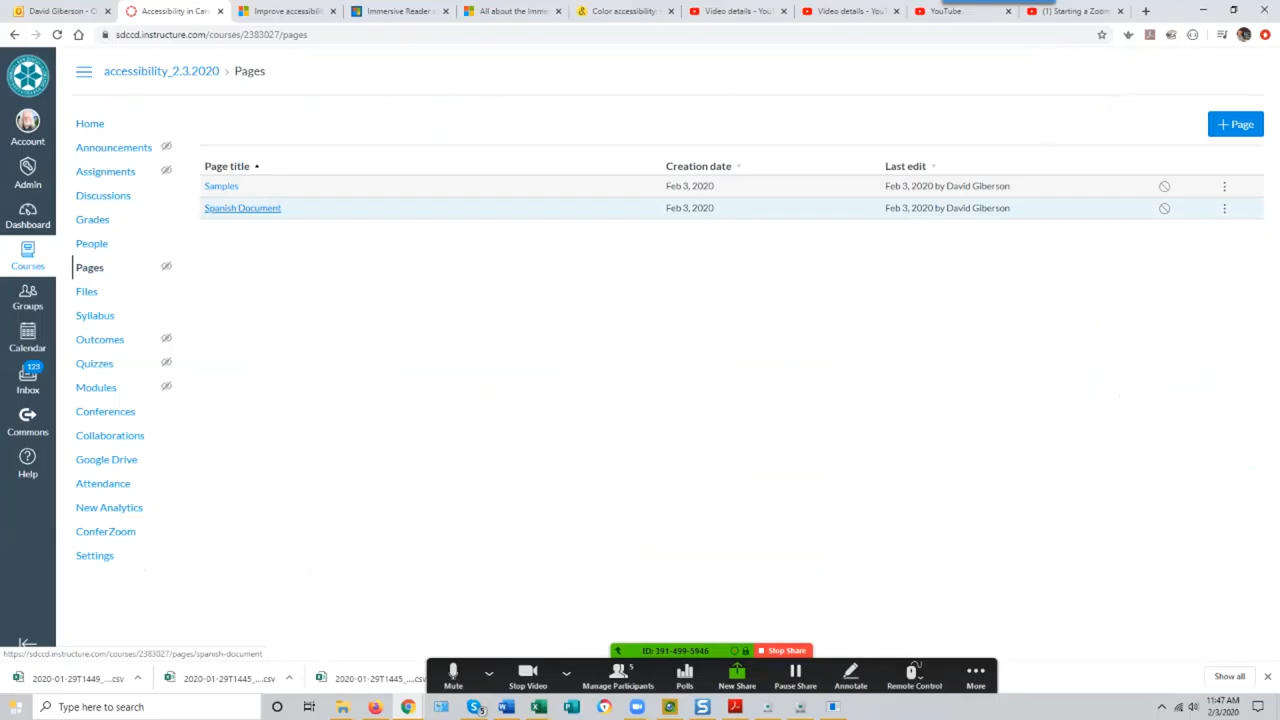 David Giberson - C
Accessibility in Can
Improve accessibilit
Immersive Reader
All about the Imme
Color accessibility
Video details - YouT
Video details - YouT
YouTube
(1) Starting a Zoom
sdccd.instructure.com/courses/2383027/pages
accessibility_2.3.2020 › Pages
Account
Admin
Dashboard
Courses
Groups
Calendar
123
Inbox
Commons
Help
Home
Announcements
Assignments
Discussions
Grades
People
Pages
Files
Syllabus
Outcomes
Quizzes
Modules
Conferences
Collaborations
Google Drive
Attendance
New Analytics
ConferZoom
Settings
+ Page
Page title Creation date Last edit
Samples Feb 3, 2020 Feb 3, 2020 by David Giberson
Spanish Document Feb 3, 2020 Feb 3, 2020 by David Giberson
https://sdccd.instructure.com/courses/2383027/pages/spanish-document
ID: 391-499-5946 Stop Share
2020-01-29T1449_....csv 2020-01-29T1445_....csv 2020-01-29T1445_....csv
Mute Stop Video Manage Participants 5 Polls New Share Pause Share Annotate Remote Control More
Show all
Type here to search
11:47 AM
2/3/2020